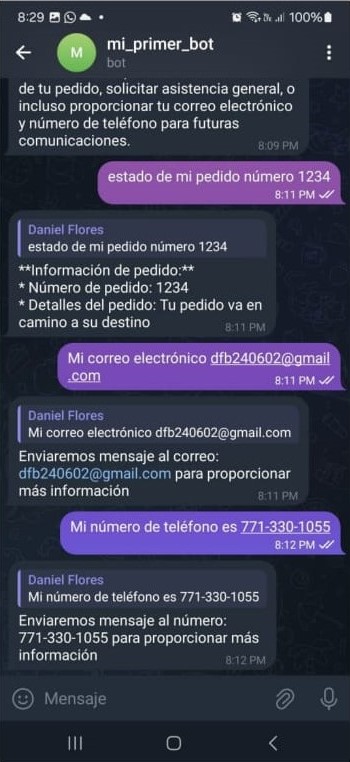 8:29
100%
M
mi_primer_bot
bot
de tu pedido, solicitar asistencia general, o
incluso proporcionar tu correo electrónico
y número de teléfono para futuras
comunicaciones.
8:09 PM
estado de mi pedido número 1234
8:11 PM
Daniel Flores
estado de mi pedido número 1234
**Información de pedido:**
* Número de pedido: 1234
* Detalles del pedido: Tu pedido va en
camino a su destino
8:11 PM
Mi correo electrónico dfb240602@gmail
.com
8:11 PM
Daniel Flores
Mi correo electrónico dfb240602@gmail.com
Enviaremos mensaje al correo:
dfb240602@gmail.com para proporcionar
más información
8:11 PM
Mi número de teléfono es 771-330-1055
8:12 PM
Daniel Flores
Mi número de teléfono es 771-330-1055
Enviaremos mensaje al número:
771-330-1055 para proporcionar más
información
8:12 PM
Mensaje